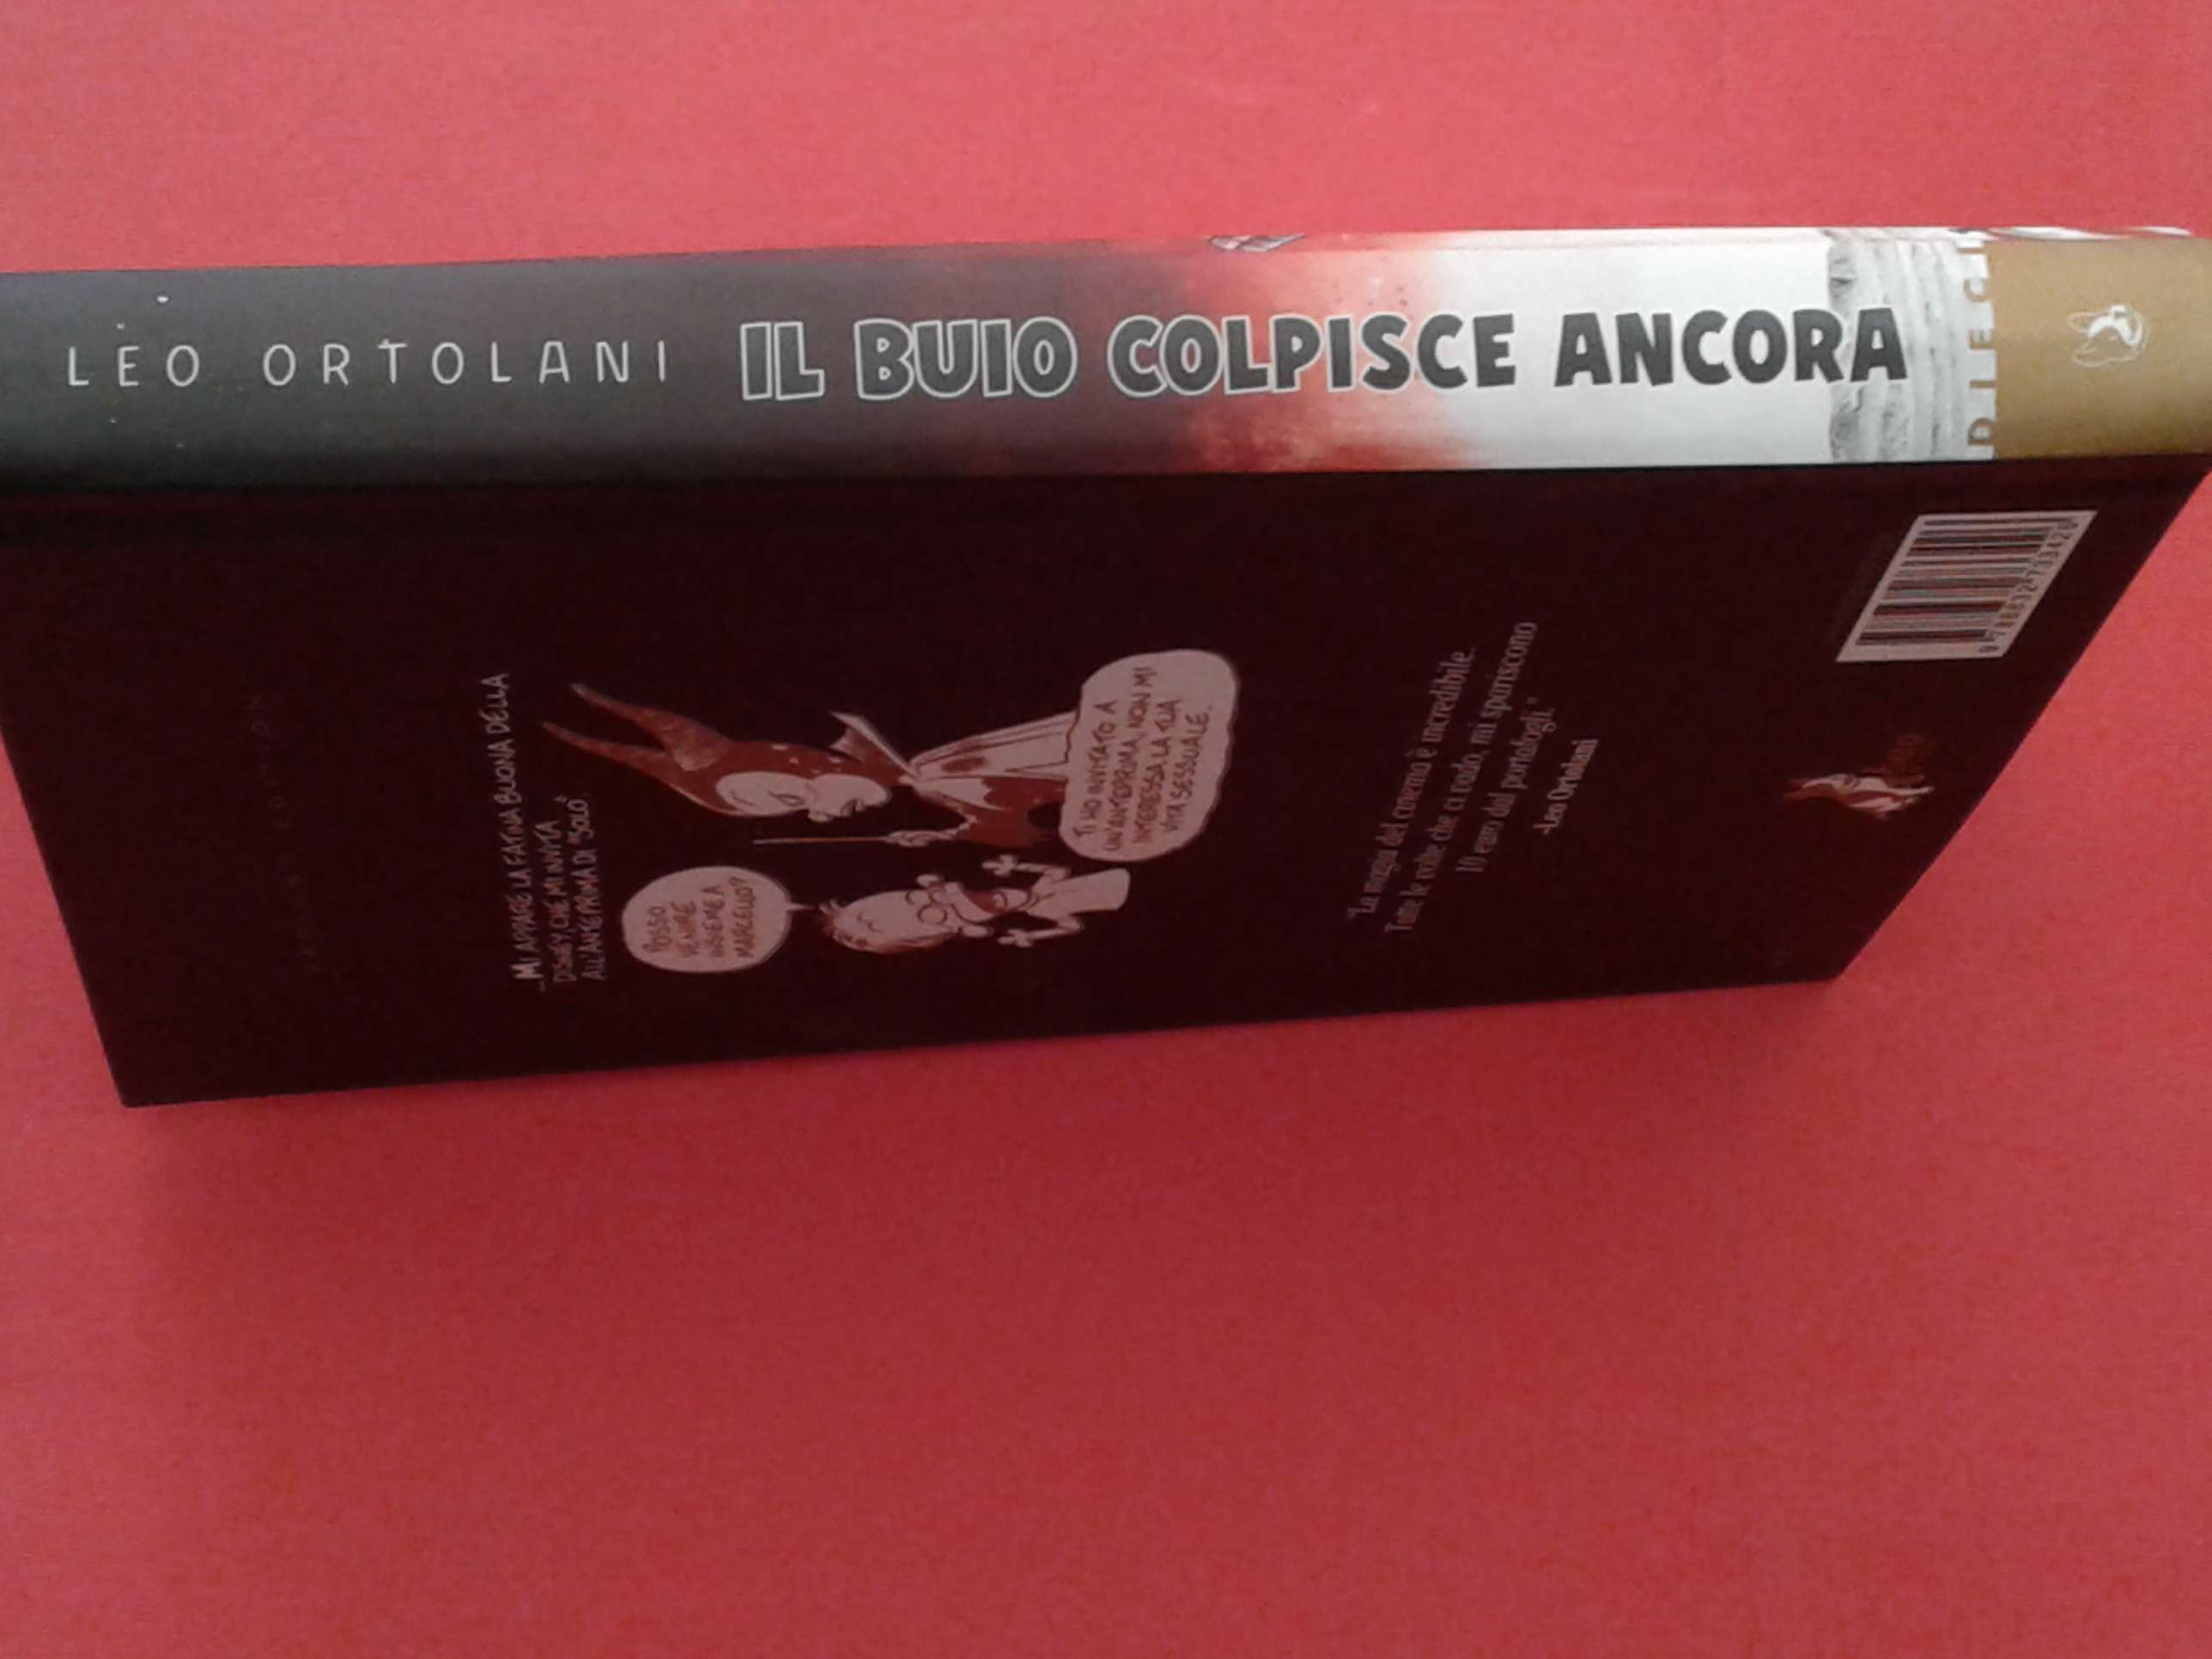 LEO ORTOLANI IL BUIO COLPISCE ANCORA
...MI APPARE LA FATINA BUONA DELLA
DISNEY, CHE MI INVITA
ALL'ANTEPRIMA DI "SOLO".
POSSO
VENIRE
INSIEME A
MARCELLO?
TI HO INVITATO A
UN'ANTEPRIMA, NON MI
INTERESSA LA TUA
VITA SESSUALE.
"La magia del cinema è incredibile.
Tutte le volte che ci vado, mi spariscono
10 euro dal portafogli."
-Leo Ortolani